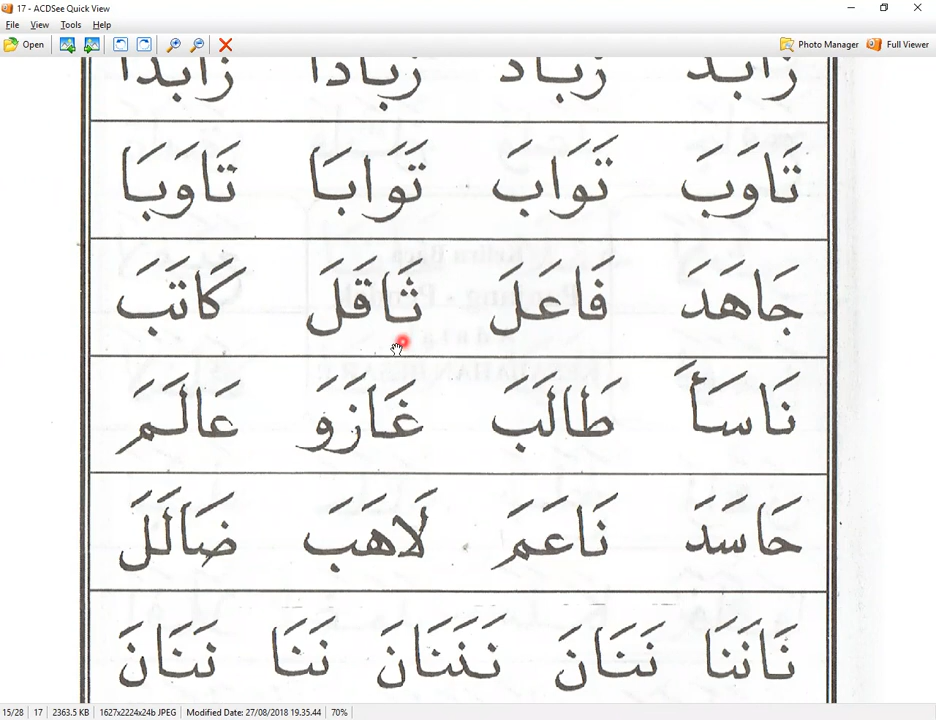 17 - ACDSee Quick View
File View Tools Help
Open Photo Manager Full Viewer
تَاوَبَ تَوَابَ تَوَابَا تَاوَبَا
جَاهَدَ فَاعَلَ ثَاقَلَ كَاتَبَ
نَاسَأَ طَالَبَ غَازَوَ عَالَمَ
حَاسَدَ نَاعَمَ لَاهَبَ ضَالَلَ
نَانَنَا نَنَانَ نَنَنَانَ نَنَا نَنَانَ
15/28 17 2363.5 KB 1627x2224x24b JPEG Modified Date: 27/08/2018 19.35.44 70%